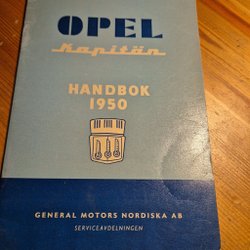 OPEL
Kapitän
HANDBOK
1950
GENERAL MOTORS NORDISKA AB
SERVICEAVDELNINGEN